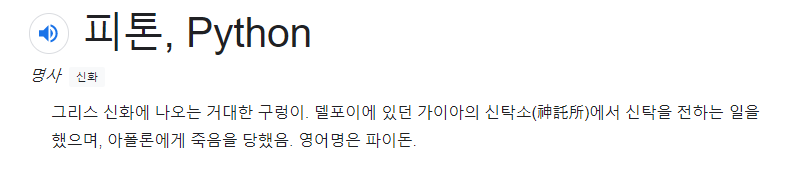 피톤, Python
명사 신화
그리스 신화에 나오는 거대한 구렁이. 델포이에 있던 가이아의 신탁소(神託所)에서 신탁을 전하는 일을
했으며, 아폴론에게 죽음을 당했음. 영어명은 파이돈.